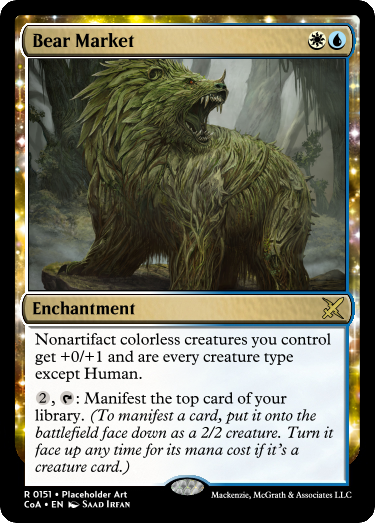 Bear Market
Enchantment
Nonartifact colorless creatures you control
get +0/+1 and are every creature type
except Human.
2, : Manifest the top card of your
library. (To manifest a card, put it onto the
battlefield face down as a 2/2 creature. Turn it
face up any time for its mana cost if it's a
creature card.)
R 0151 • Placeholder Art
CoA • EN Saad Irfan
Mackenzie, McGrath & Associates LLC